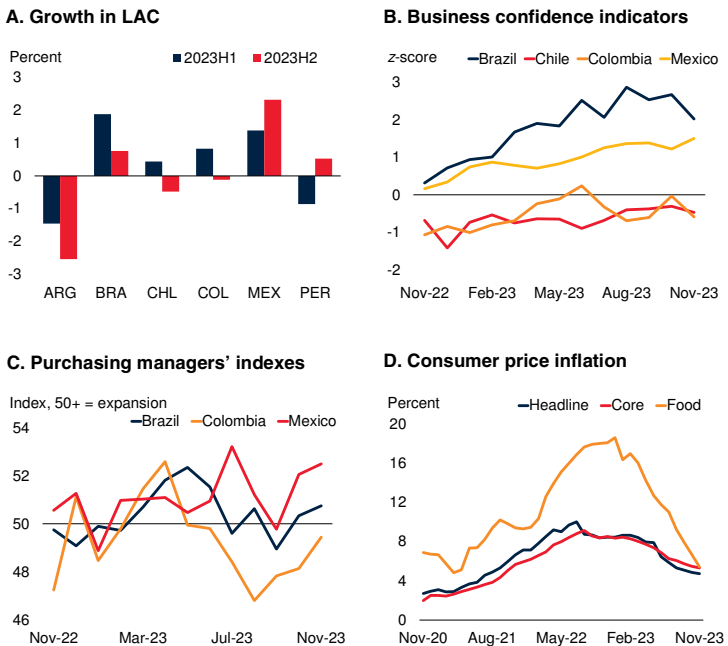 A. Growth in LAC
Percent
2023H1 2023H2
3
2
1
0
-1
-2
-3
ARG BRA CHL COL MEX PER
B. Business confidence indicators
z-score
Brazil Chile Colombia Mexico
3
2
1
0
-1
-2
Nov-22 Feb-23 May-23 Aug-23 Nov-23
C. Purchasing managers’ indexes
Index, 50+ = expansion
Brazil Colombia Mexico
54
52
50
48
46
Nov-22 Mar-23 Jul-23 Nov-23
D. Consumer price inflation
Percent
Headline Core Food
20
16
12
8
4
0
Nov-20 Aug-21 May-22 Feb-23 Nov-23